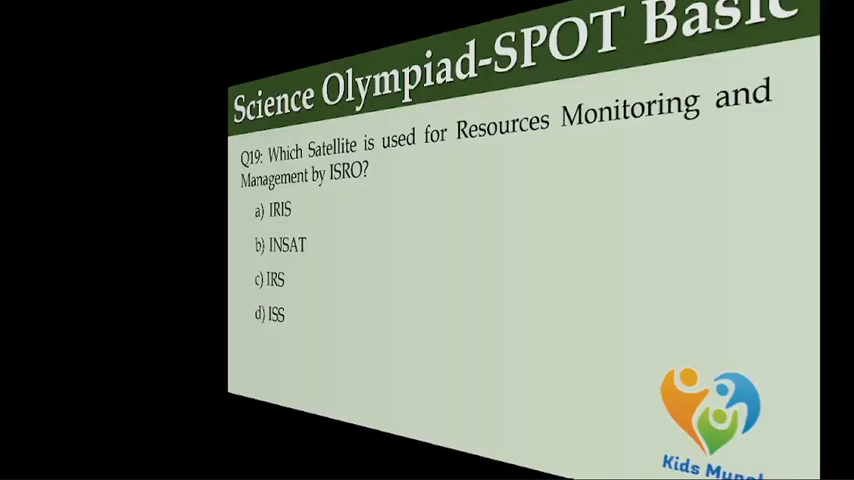 Science Olympiad-SPOT Basic
Q19: Which Satellite is used for Resources Monitoring and
Management by ISRO?
a) IRIS
b) INSAT
c) IRS
d) ISS
Kids